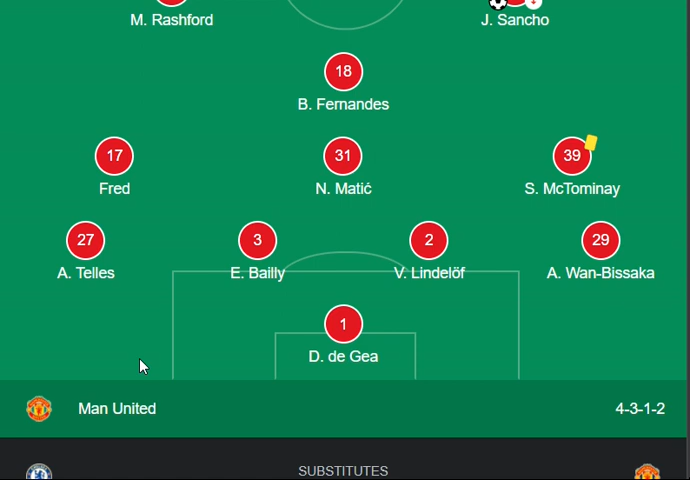 M. Rashford J. Sancho
18
B. Fernandes
17 31 39
Fred N. Matić S. McTominay
27 3 2 29
A. Telles E. Bailly V. Lindelöf A. Wan-Bissaka
1
D. de Gea
Man United 4-3-1-2
SUBSTITUTES